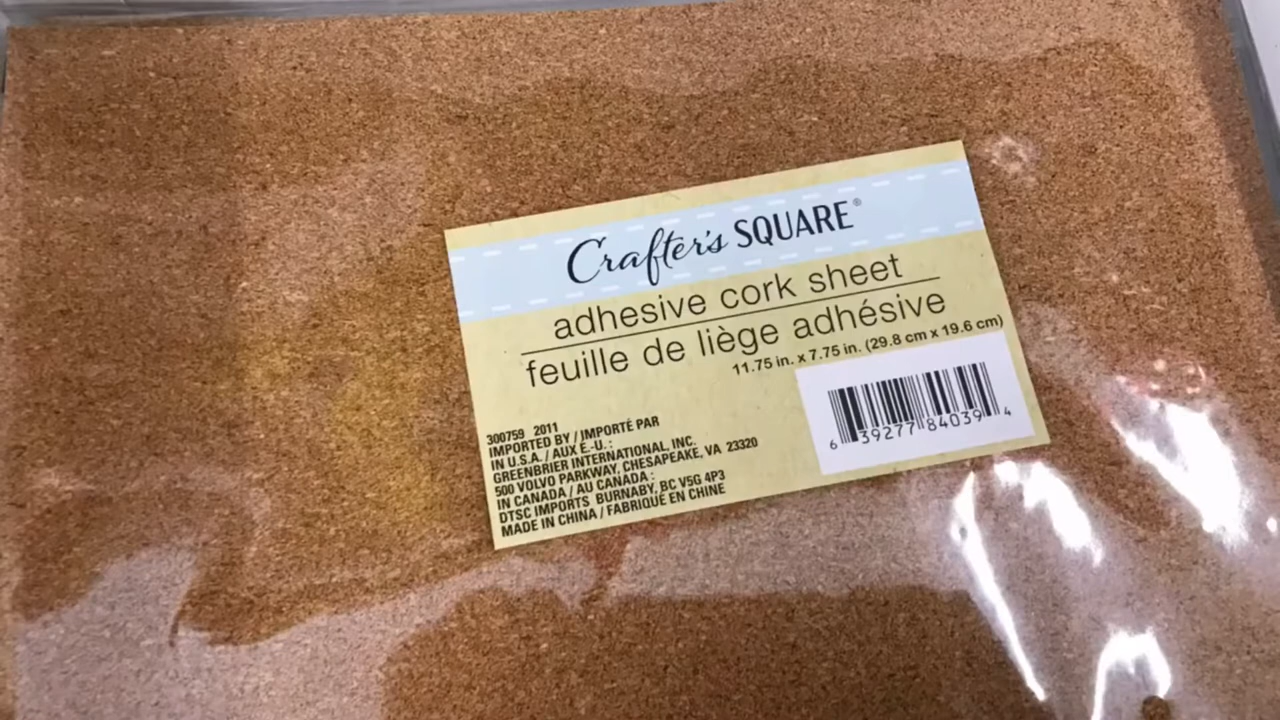 Crafter's SQUARE®
adhesive cork sheet
feuille de liège adhésive
11.75 in. x 7.75 in. (29.8 cm x 19.6 cm)
300759 2011
IMPORTED BY / IMPORTÉ PAR
IN U.S.A. / AUX E.-U. :
GREENBRIER INTERNATIONAL, INC.
500 VOLVO PARKWAY, CHESAPEAKE, VA 23320
IN CANADA / AU CANADA :
DTSC IMPORTS BURNABY, BC V5G 4P3
MADE IN CHINA / FABRIQUÉ EN CHINE
6 39277 84039 4